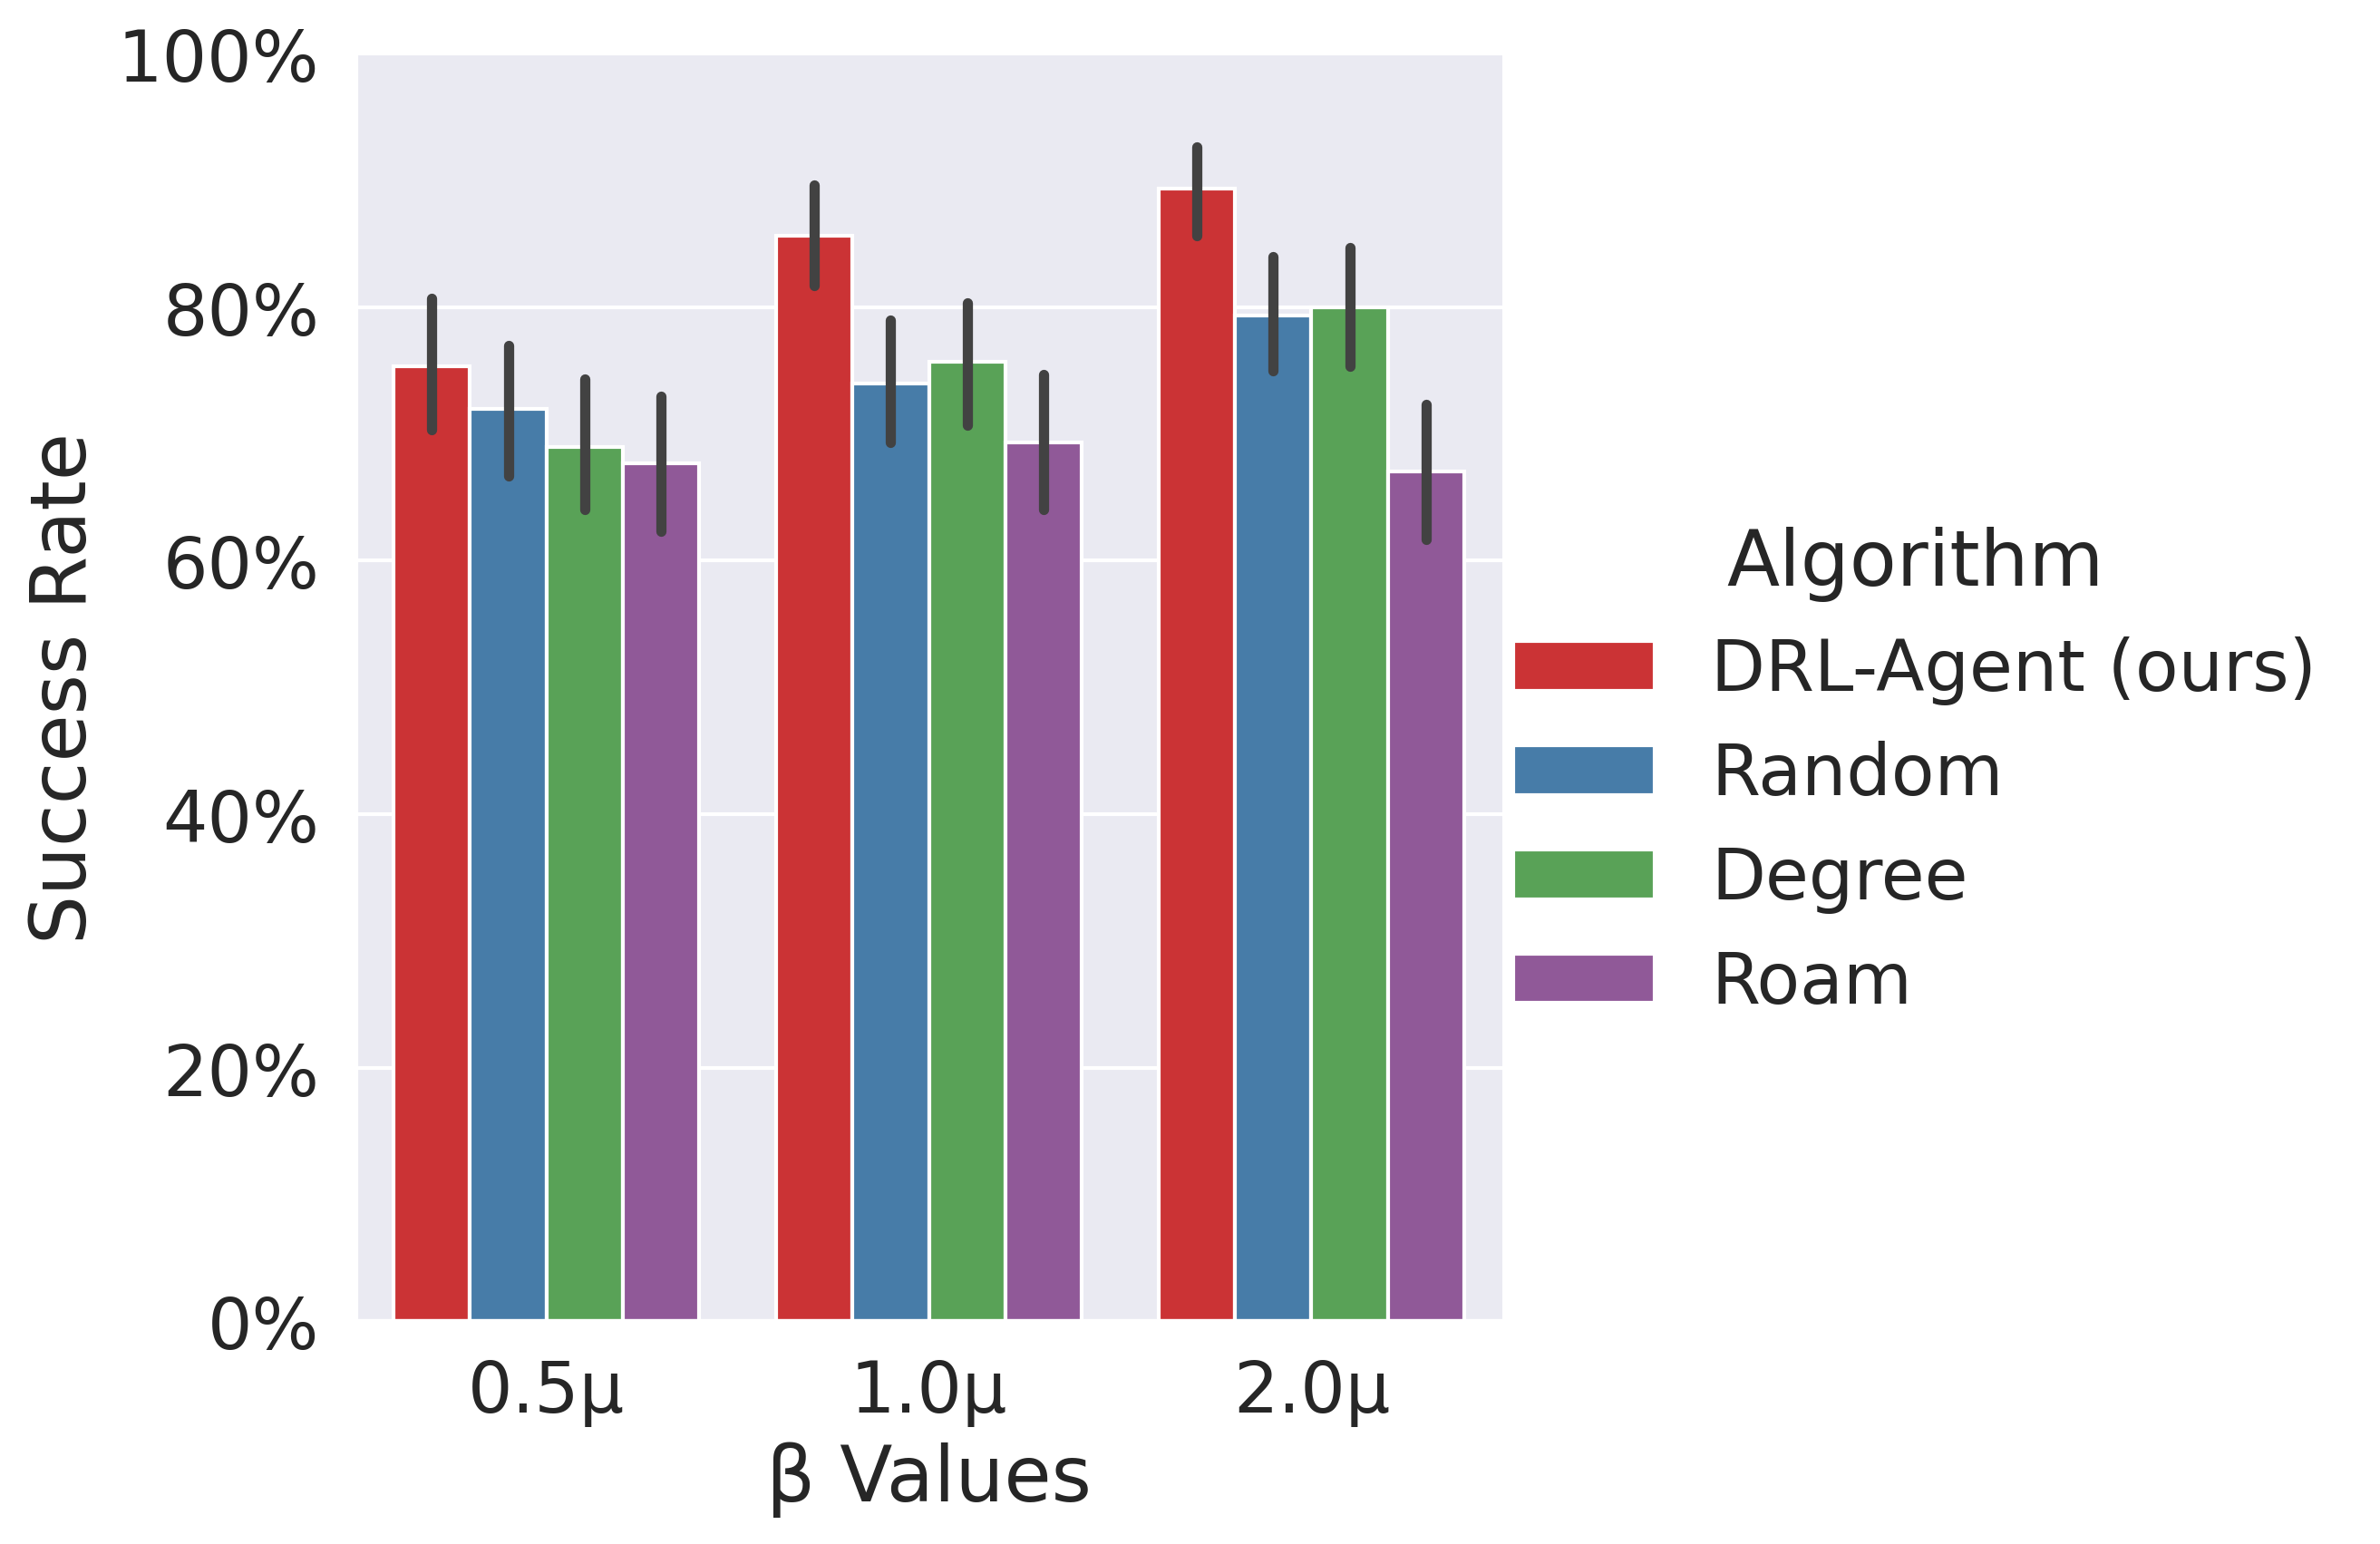 100%
80%
60%
40%
20%
0%
Success Rate
0.5μ 1.0μ 2.0μ
β Values
Algorithm
DRL-Agent (ours)
Random
Degree
Roam